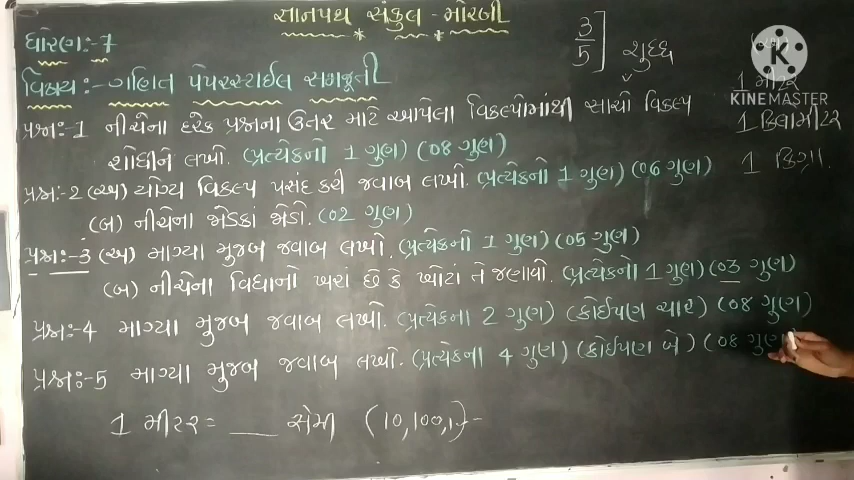 જ્ઞાનપથ સંકુલ - મોરબી
ધોરણ:-7
વિષય:- ગણિત પેપરસ્ટાઈલ સમજૂતી
પ્રશ્ન:-1 નીચેના દરેક પ્રશ્નના ઉત્તર માટે આપેલા વિકલ્પોમાંથી સાચો વિકલ્પ
શોધીને લખો. (પ્રત્યેકનો 1 ગુણ) (08 ગુણ)
પ્રશ્ન:-2 (અ) યોગ્ય વિકલ્પ પસંદ કરી જવાબ લખો. (પ્રત્યેકનો 1 ગુણ) (06 ગુણ)
(બ) નીચેના જોડકાં જોડો. (02 ગુણ)
પ્રશ્ન:-3 (અ) માગ્યા મુજબ જવાબ લખો. (પ્રત્યેકનો 1 ગુણ) (05 ગુણ)
(બ) નીચેના વિધાનો ખરાં છે કે ખોટાં તે જણાવો. (પ્રત્યેકનો 1 ગુણ) (03 ગુણ)
પ્રશ્ન:-4 માગ્યા મુજબ જવાબ લખો. (પ્રત્યેકના 2 ગુણ) (કોઈપણ ચાર) (08 ગુણ)
પ્રશ્ન:-5 માગ્યા મુજબ જવાબ લખો. (પ્રત્યેકના 4 ગુણ) (કોઈપણ બે) (08 ગુણ)
1 મીટર = ___ સેમી (10,100,
3/5] શુદ્ધ
1 મીટર
1 કિલોમીટર
1 કિગ્રા.
KINEMASTER